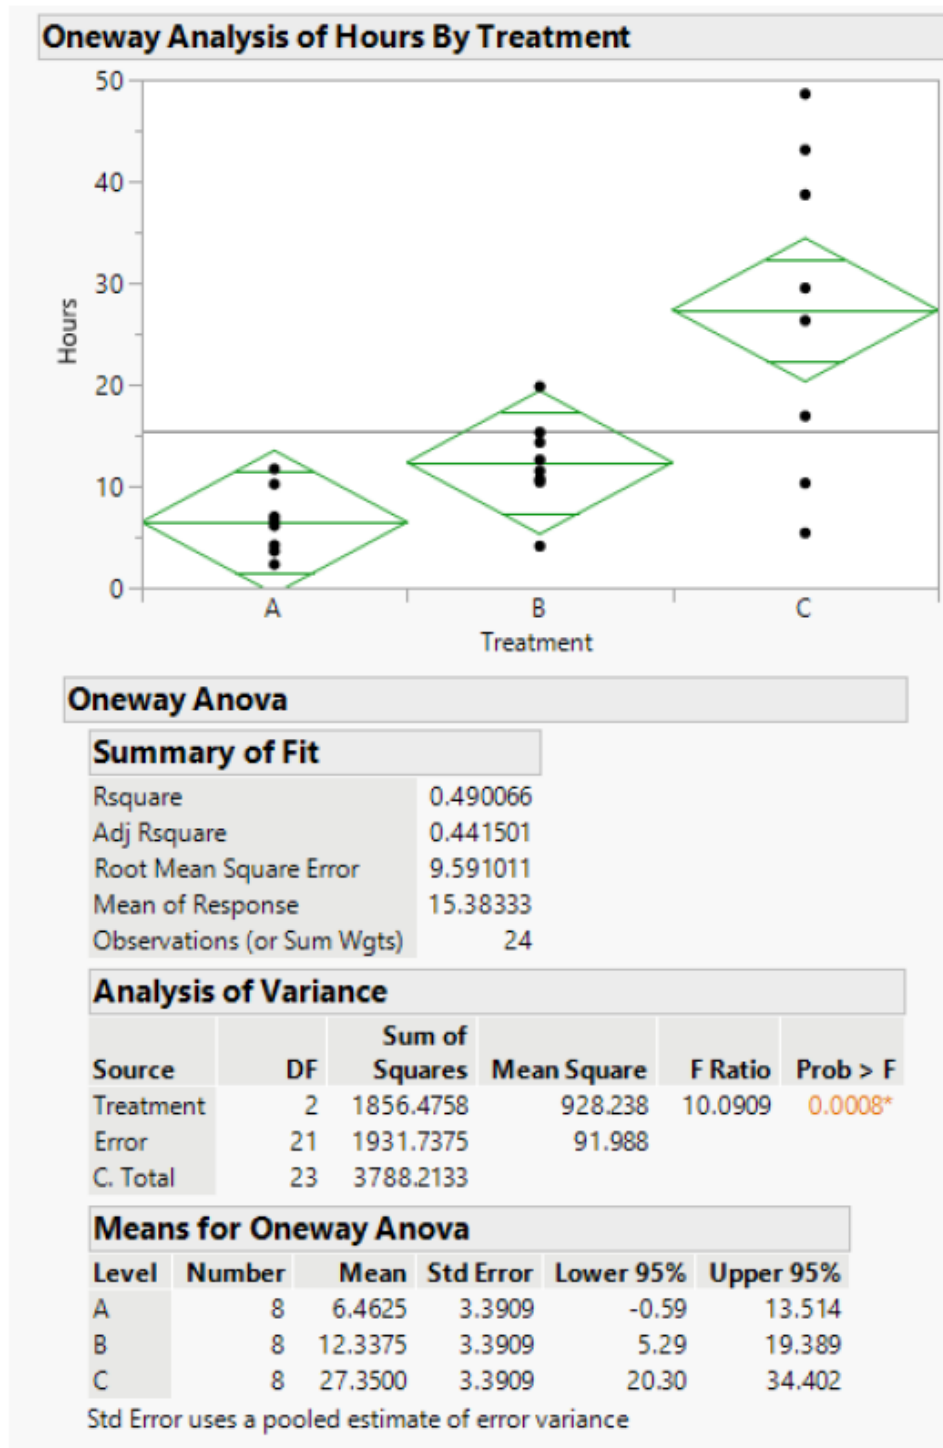 Oneway Analysis of Hours By Treatment
50
40
30
20
10
0
Hours
A B C
Treatment
Oneway Anova
Summary of Fit
Rsquare 0.490066
Adj Rsquare 0.441501
Root Mean Square Error 9.591011
Mean of Response 15.38333
Observations (or Sum Wgts) 24
Analysis of Variance
Sum of
Source DF Squares Mean Square F Ratio Prob > F
Treatment 2 1856.4758 928.238 10.0909 0.0008*
Error 21 1931.7375 91.988
C. Total 23 3788.2133
Means for Oneway Anova
Level Number Mean Std Error Lower 95% Upper 95%
A 8 6.4625 3.3909 -0.59 13.514
B 8 12.3375 3.3909 5.29 19.389
C 8 27.3500 3.3909 20.30 34.402
Std Error uses a pooled estimate of error variance